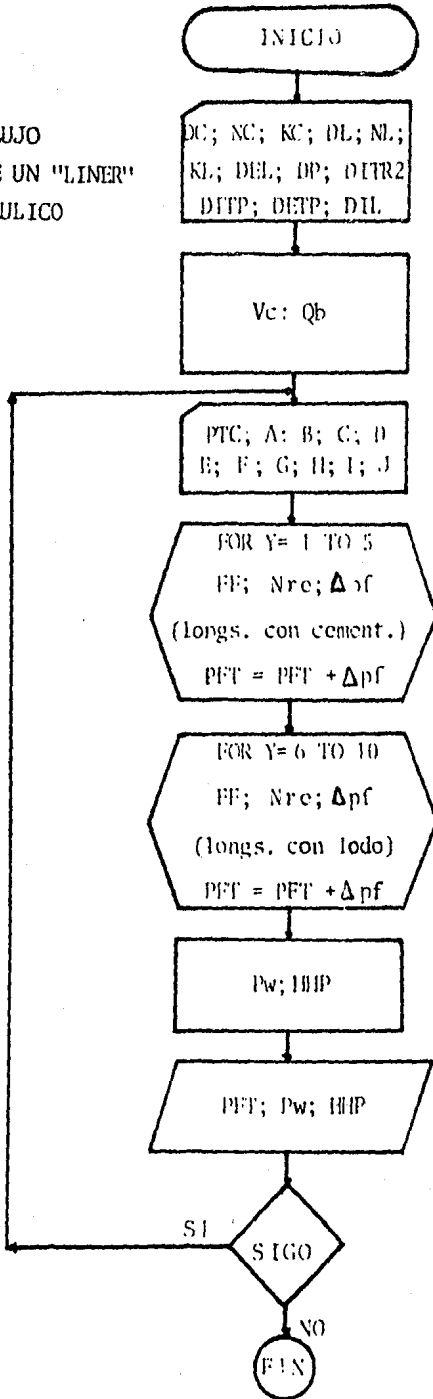 INICIO
UJO
E UN "LINER"
ULICO
DC; NC; KC; DL; NL;
KL; DEL; DP; DITR2
DITP; DETP; DIL
Vc: Qb
PTC; A: B; C; D
E; F; G; H; I; J
FOR Y= 1 TO 5
FF; Nre; Δpf
(longs. con cement.)
PFT = PFT + Δpf
FOR Y= 6 TO 10
FF; Nre; Δpf
(longs. con lodo)
PFT = PFT + Δpf
Pw; HHP
PFT; Pw; HHP
SI
SIGO
NO
FIN